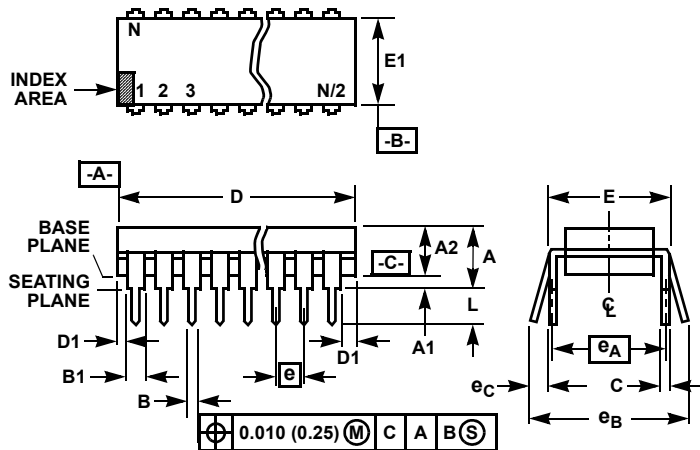 N
E1
INDEX
AREA
1 2 3 N/2
-B-
-A-
D
E
BASE
PLANE
A2
A
-C-
SEATING
PLANE
L
℄
D1
e
D1
A1
eA
B1
eC
C
B
eB
0.010 (0.25) Ⓜ C A B Ⓢ